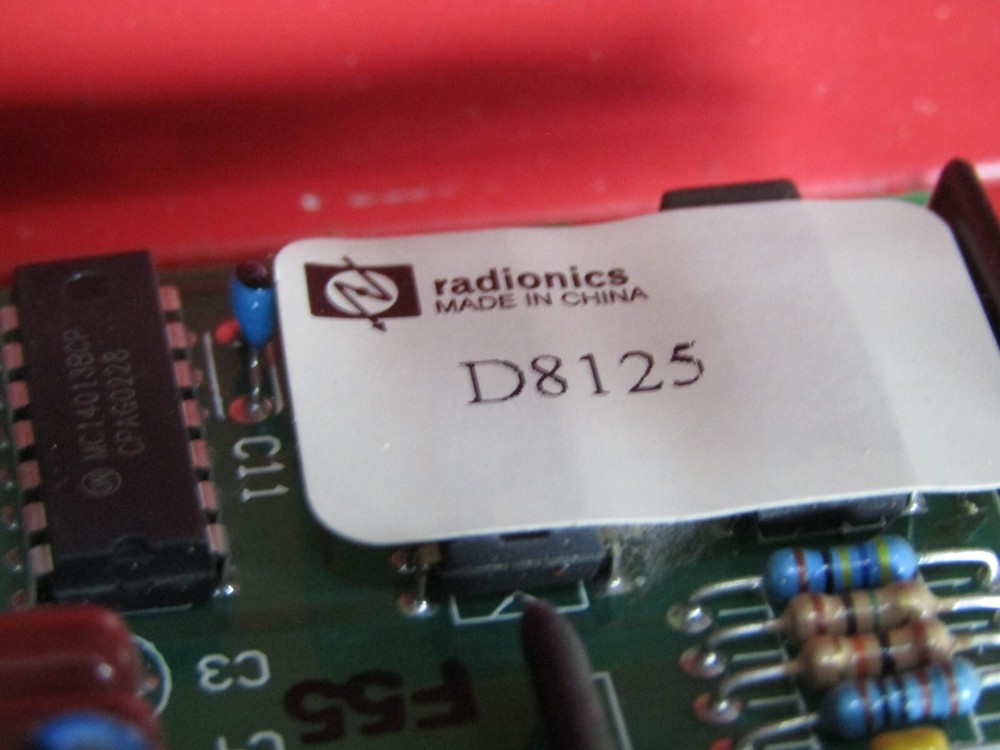 radionics
MADE IN CHINA
D8125
MC14013BCP
CPAG0228
C11
C3
F55